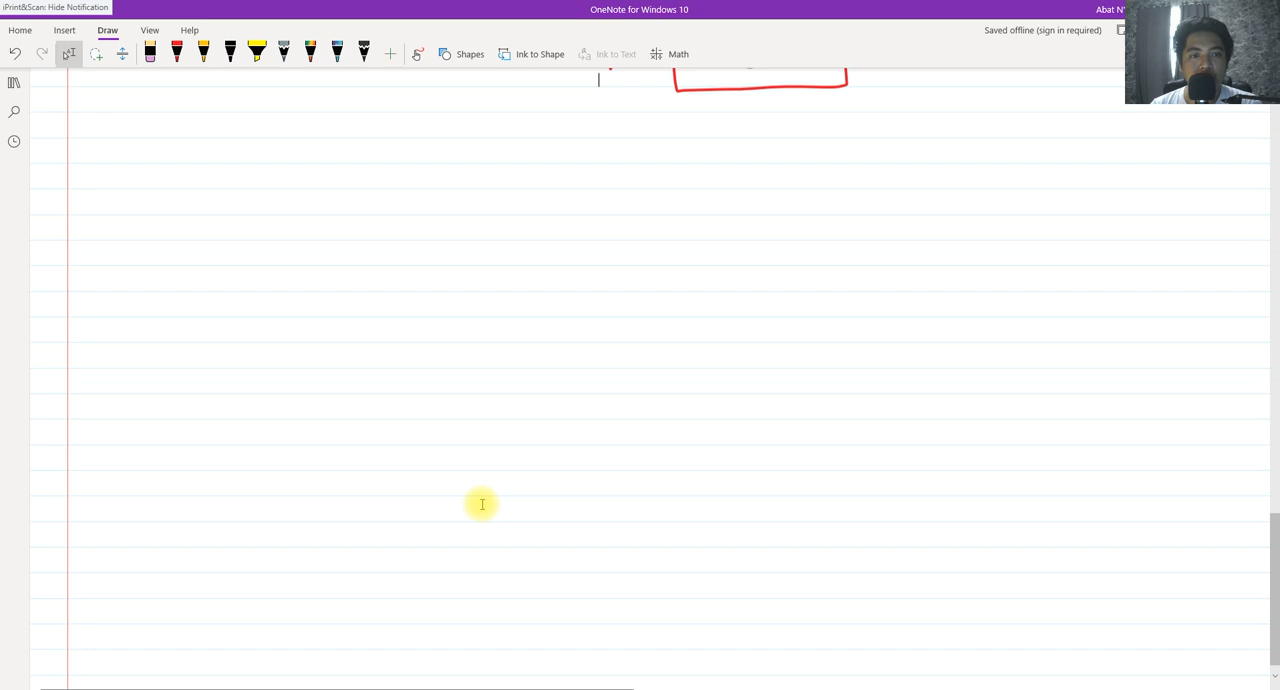 iPrint&Scan: Hide Notification
OneNote for Windows 10
Abat N
Home Insert Draw View Help
Saved offline (sign in required)
Shapes Ink to Shape Ink to Text Math